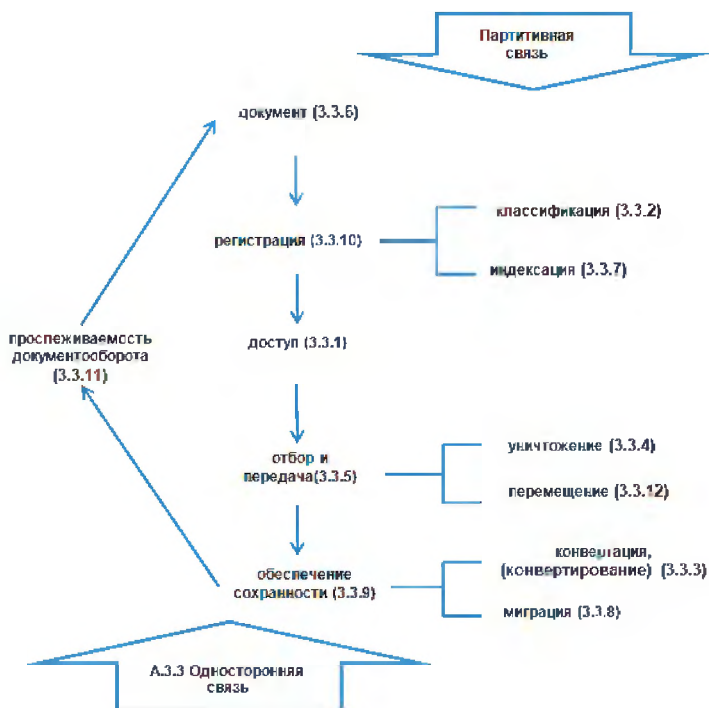 Партитивная
связь
документ (3.3.6)
классификация (3.3.2)
регистрация (3.3.10)
индексация (3.3.7)
проспеживаемость
документооборота
(3.3.11)
доступ (3.3.1)
уничтожение (3.3.4)
отбор и
передача(3.3.5)
перемещение (3.3.12)
конвертация,
(конвертирование) (3.3.3)
обеспечение
сохранности (3.3.9)
миграция (3.3.8)
А.3.3 Односторонняя
связь